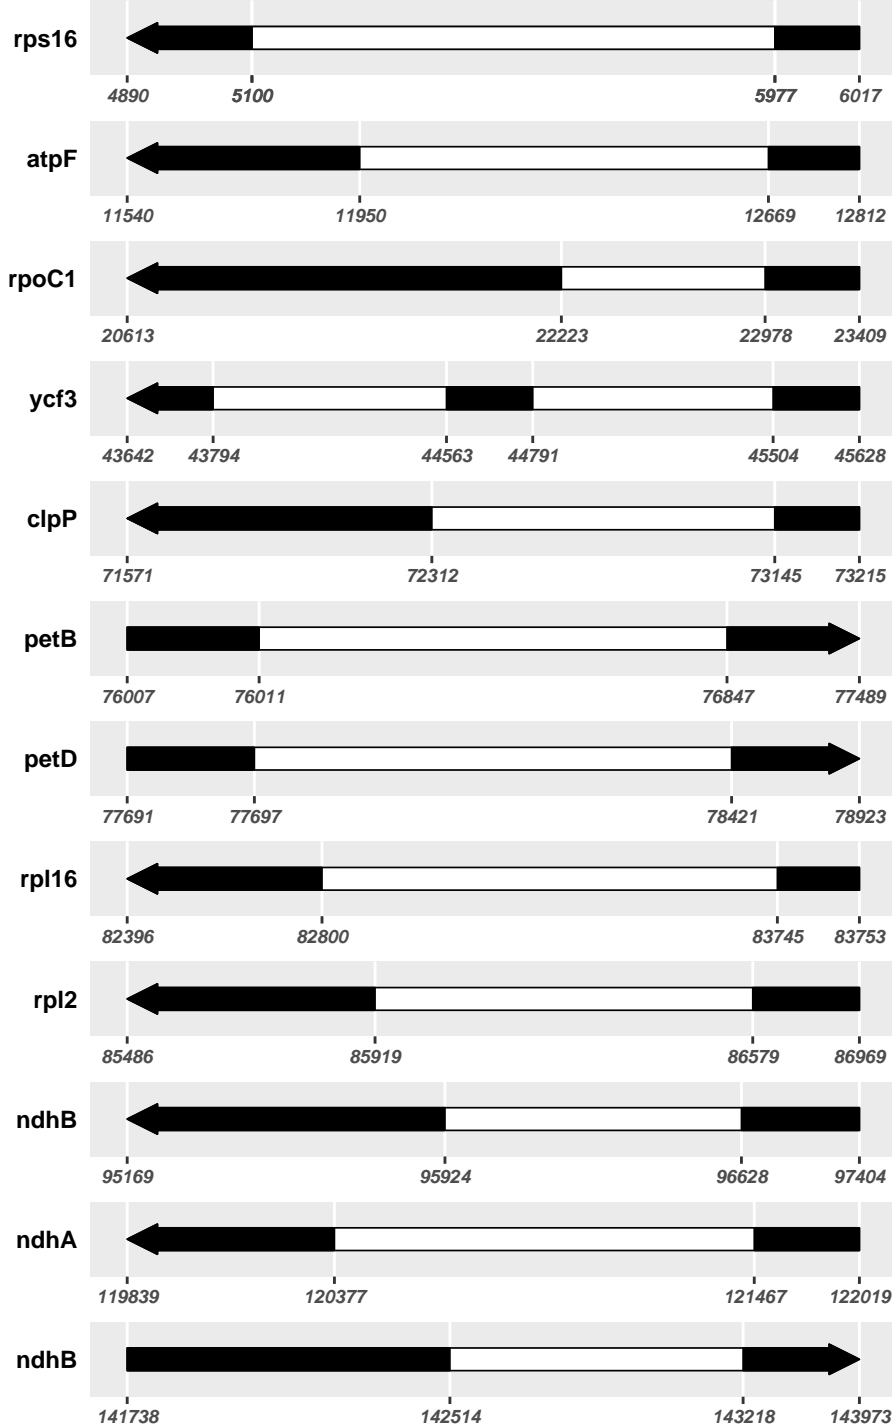 rps16
4890 5100 5977 6017
atpF
11540 11950 12669 12812
rpoC1
20613 22223 22978 23409
ycf3
43642 43794 44563 44791 45504 45628
clpP
71571 72312 73145 73215
petB
76007 76011 76847 77489
petD
77691 77697 78421 78923
rpl16
82396 82800 83745 83753
rpl2
85486 85919 86579 86969
ndhB
95169 95924 96628 97404
ndhA
119839 120377 121467 122019
ndhB
141738 142514 143218 143973